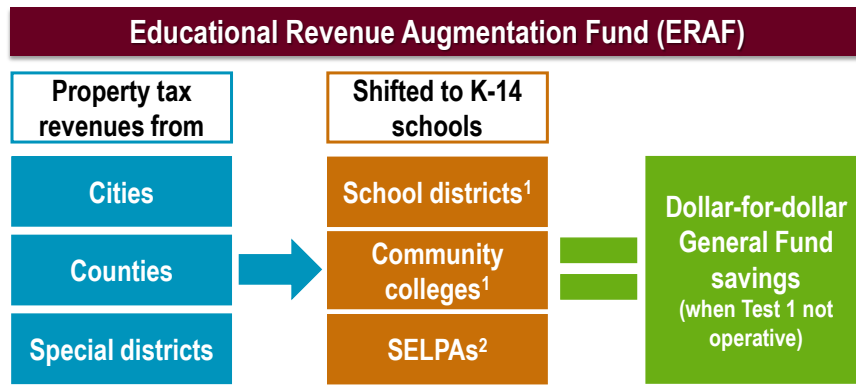 Educational Revenue Augmentation Fund (ERAF)
Property tax
revenues from
Shifted to K-14
schools
Cities
Counties
Special districts
School districts¹
Community
colleges¹
SELPAs²
Dollar-for-dollar
General Fund
savings
(when Test 1 not
operative)